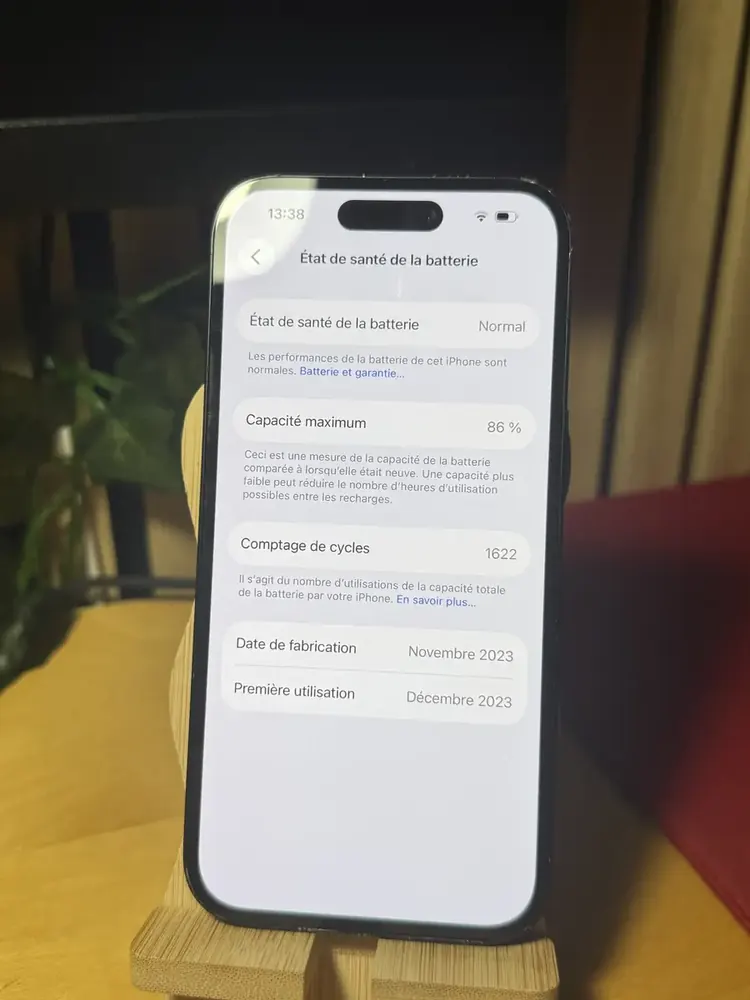 13:38
État de santé de la batterie
État de santé de la batterie Normal
Les performances de la batterie de cet iPhone sont
normales. Batterie et garantie...
Capacité maximum 86 %
Ceci est une mesure de la capacité de la batterie
comparée à lorsqu'elle était neuve. Une capacité plus
faible peut réduire le nombre d'heures d'utilisation
possibles entre les recharges.
Comptage de cycles 1622
Il s'agit du nombre d'utilisations de la capacité totale
de la batterie par votre iPhone. En savoir plus...
Date de fabrication Novembre 2023
Première utilisation Décembre 2023